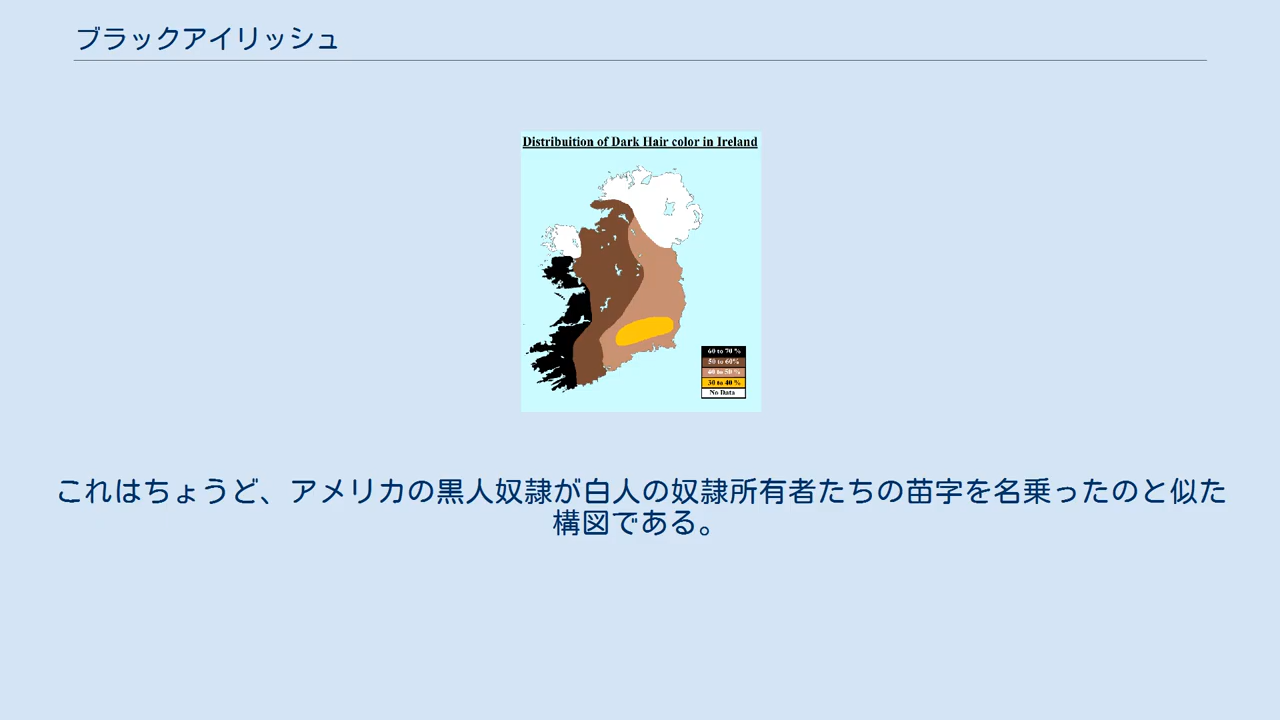 ブラックアイリッシュ
Distribuition of Dark Hair color in Ireland
60 to 70 %
50 to 60%
40 to 50 %
30 to 40 %
No Data
これはちょうど、アメリカの黒人奴隷が白人の奴隷所有者たちの苗字を名乗ったのと似た
構図である。